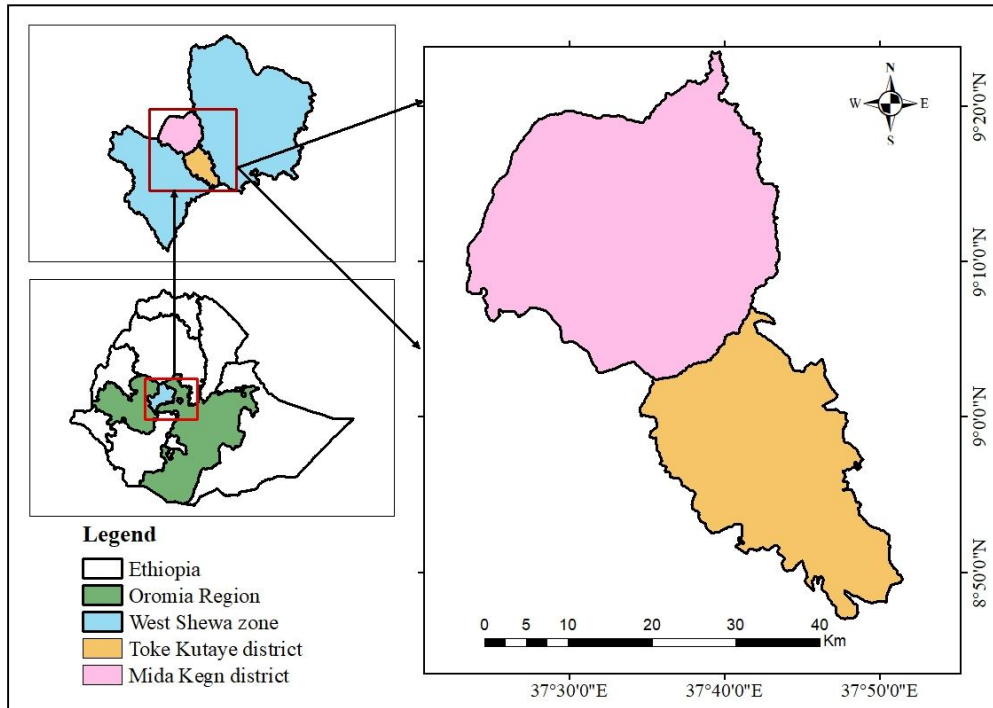 N
W E
S
9°20'0"N
9°10'0"N
9°0'0"N
8°50'0"N
Legend
Ethiopia
Oromia Region
West Shewa zone
Toke Kutaye district
Mida Kegn district
0 5 10 20 30 40
Km
37°30'0"E 37°40'0"E 37°50'0"E